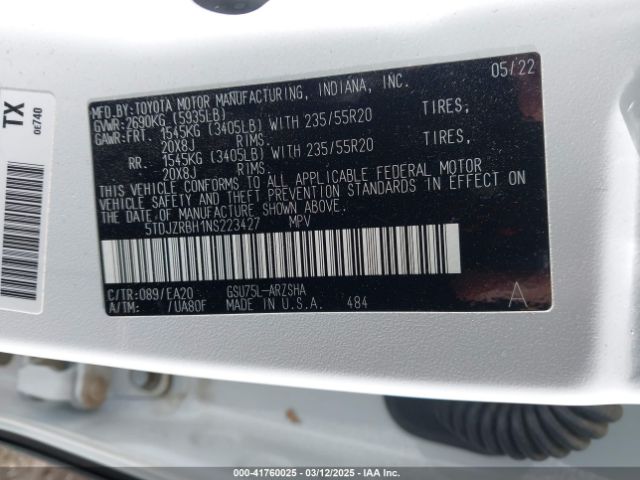 TX
0E740
05/22
MFD.BY:TOYOTA MOTOR MANUFACTURING, INDIANA, INC.
GVWR:2690KG (5935LB)
GAWR:FRT. 1545KG (3405LB) WITH 235/55R20 TIRES,
20X8J RIMS.
RR. 1545KG (3405LB) WITH 235/55R20 TIRES,
20X8J RIMS.
THIS VEHICLE CONFORMS TO ALL APPLICABLE FEDERAL MOTOR
VEHICLE SAFETY AND THEFT PREVENTION STANDARDS IN EFFECT ON
THE DATE OF MANUFACTURE SHOWN ABOVE.
5TDJZRBH1NS223427 MPV
C/TR:089/EA20 GSU75L-ARZSHA
A/TM: /UA80F MADE IN U.S.A. 484
A
000-41760025 - 03/12/2025 - IAA